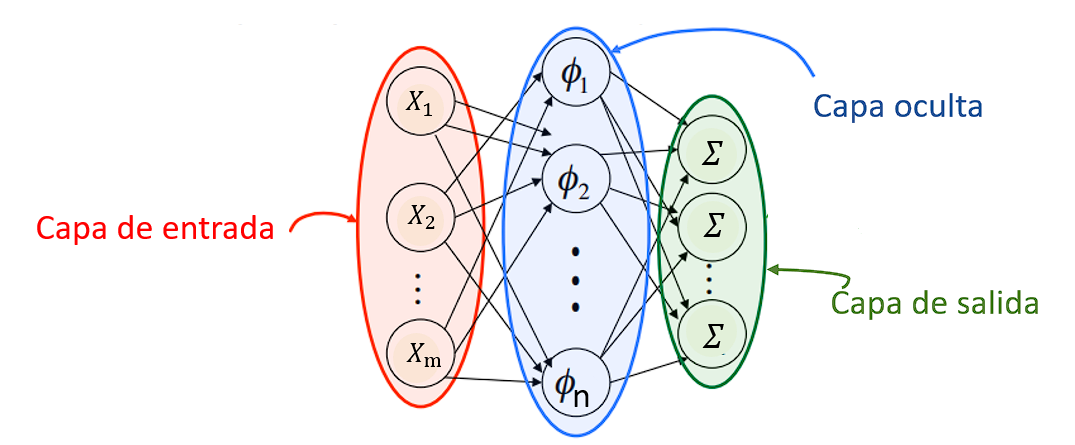 Capa de entrada
X₁
X₂
⋮
Xₘ
ϕ₁
ϕ₂
⋮
ϕₙ
Capa oculta
Σ
Σ
⋮
Σ
Capa de salida